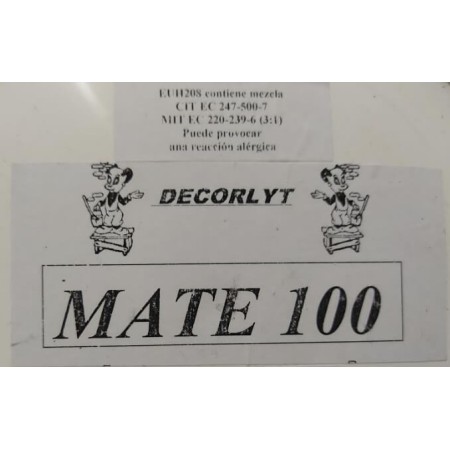 EUH208 contiene mezcla
CIT EC 247-500-7
MIT EC 220-239-6 (3:1)
Puede provocar
una reacción alérgica
DECORLYT
MATE 100